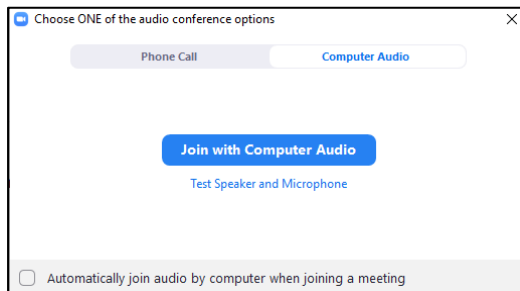 Choose ONE of the audio conference options
Phone Call
Computer Audio
Join with Computer Audio
Test Speaker and Microphone
Automatically join audio by computer when joining a meeting